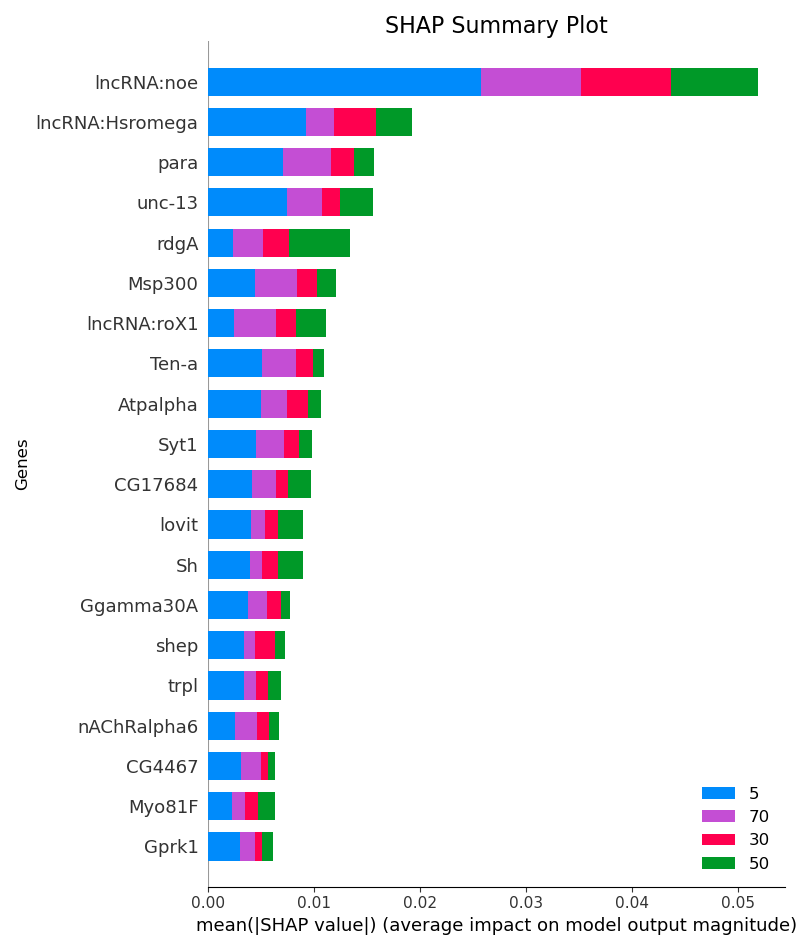 SHAP Summary Plot
lncRNA:noe
lncRNA:Hsromega
para
unc-13
rdgA
Msp300
lncRNA:roX1
Ten-a
Atpalpha
Syt1
CG17684
lovit
Sh
Ggamma30A
shep
trpl
nAChRalpha6
CG4467
Myo81F
Gprk1
Genes
5
70
30
50
0.00 0.01 0.02 0.03 0.04 0.05
mean(|SHAP value|) (average impact on model output magnitude)